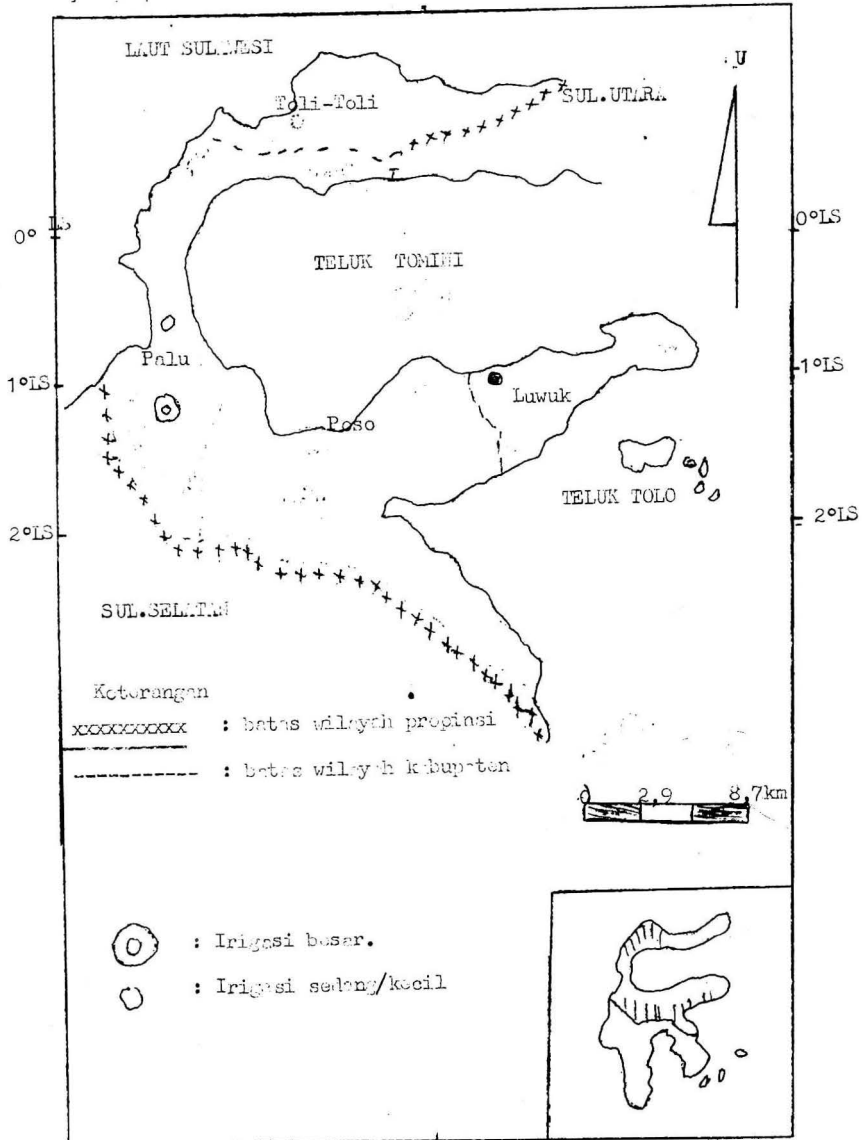 LAUT SULAWESI
U
Toli-Toli
SUL.UTARA
0° LS
0°LS
TELUK TOMINI
Palu
1°LS
1°LS
Luwuk
Poso
TELUK TOLO
2°LS
2°LS
SUL.SELATAN
Keterangan
xxxxxxxxxx : batas wilayah propinsi
--------- : batas wilayah kabupaten
0 2,9 8,7km
: Irigasi besar.
: Irigasi sedang/kecil